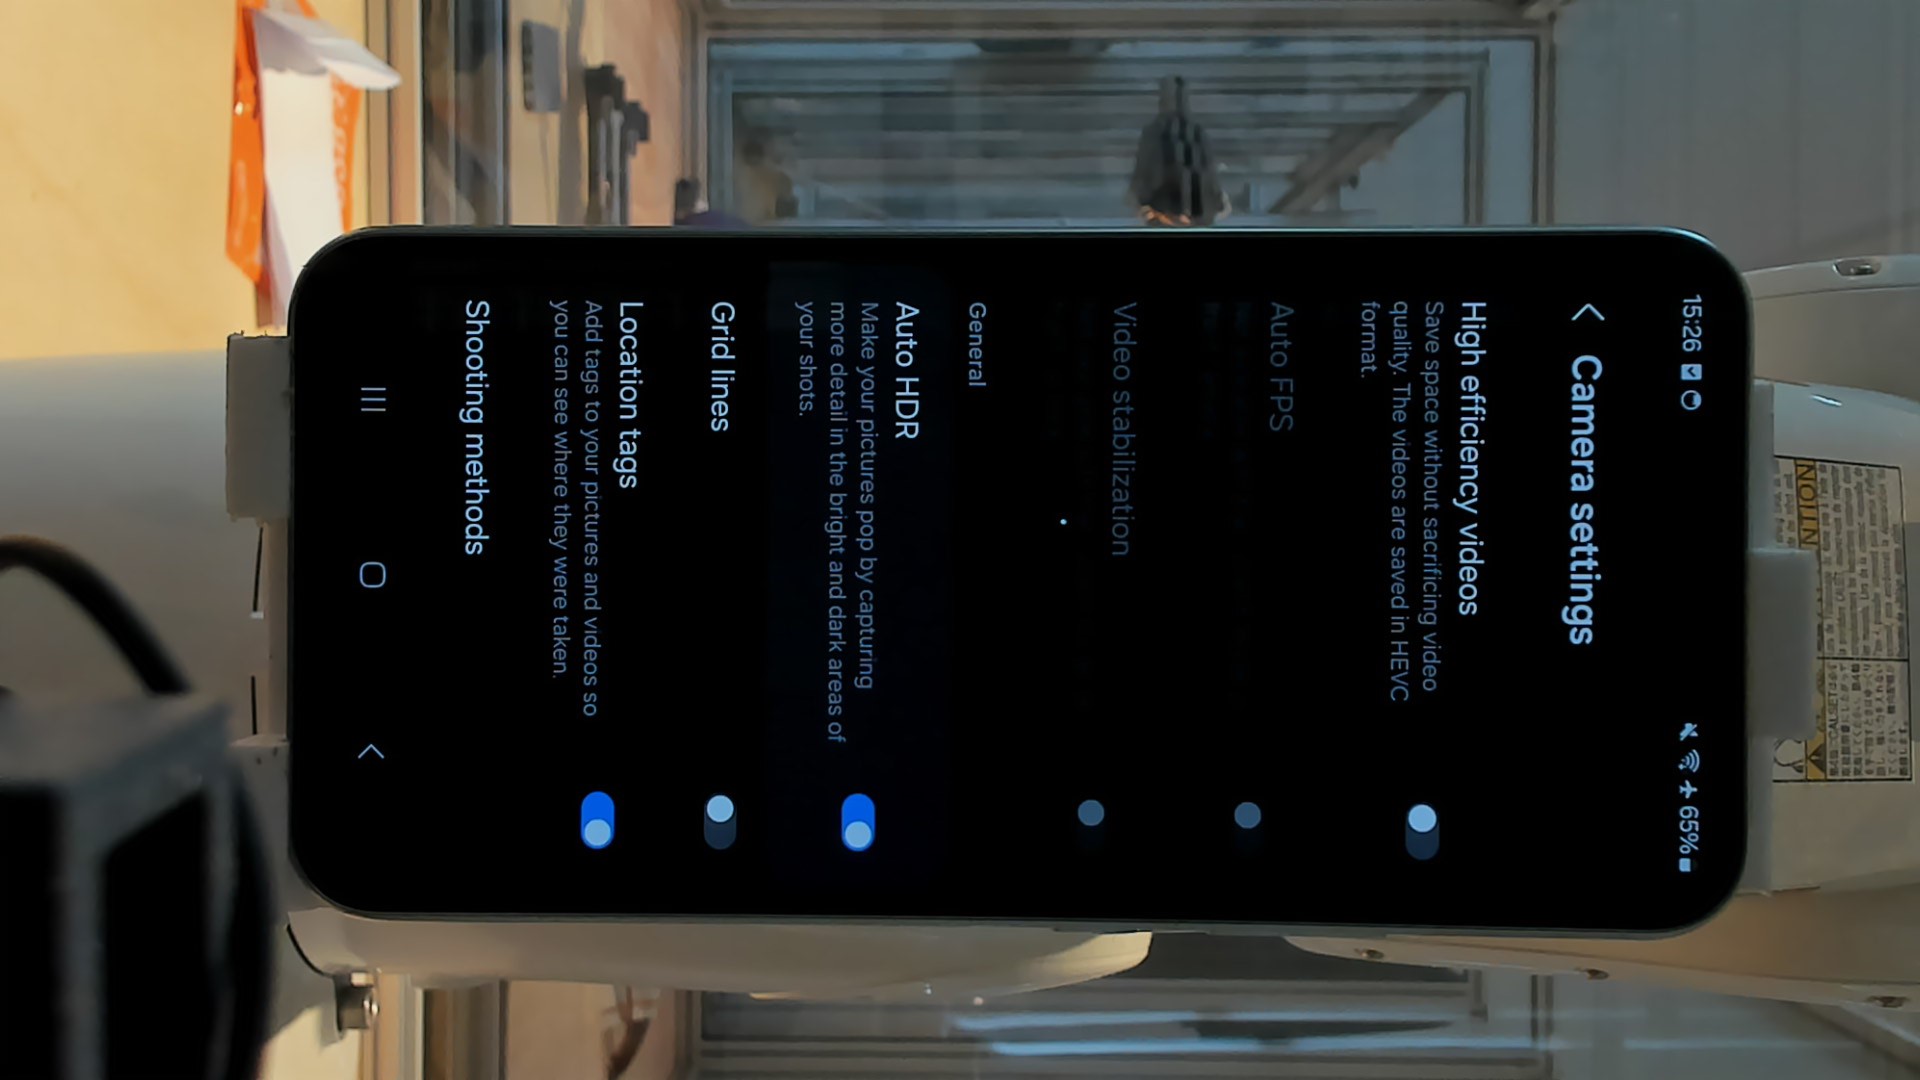 15:26
65%
Camera settings
High efficiency videos
Save space without sacrificing video
quality. The videos are saved in HEVC
format.
Auto FPS
Video stabilization
General
Auto HDR
Make your pictures pop by capturing
more detail in the bright and dark areas of
your shots.
Grid lines
Location tags
Add tags to your pictures and videos so
you can see where they were taken.
Shooting methods